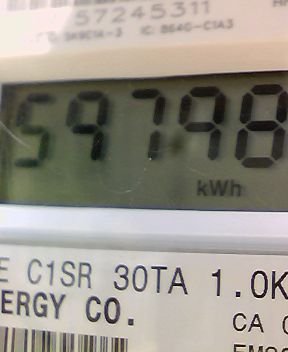 57245311
IC: 864G-C1A3
59798
kWh
E C1SR 30TA 1.0K
ERGY CO.
CA